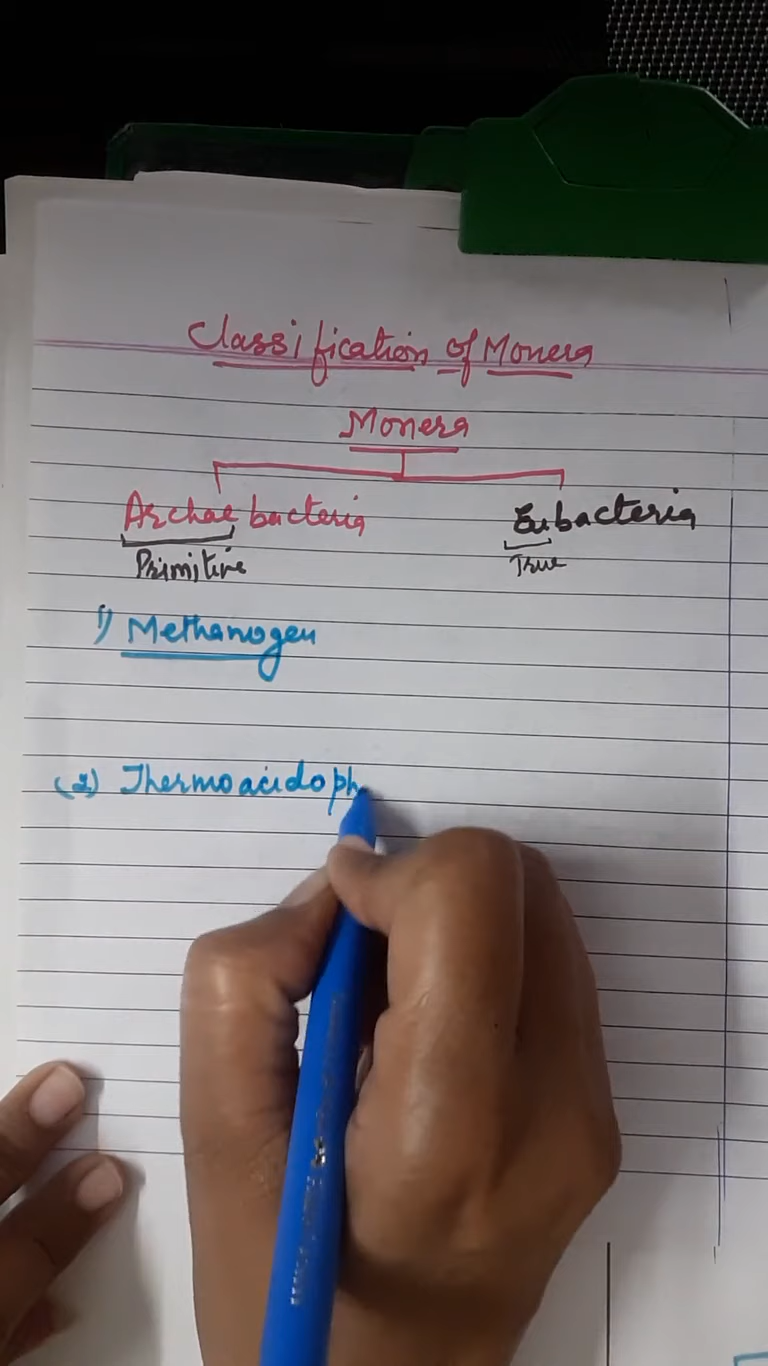 Classification of Monera
Monera
Archaebacteria Eubacteria
Primitive True
1) Methanogen
(2) Thermoacidoph